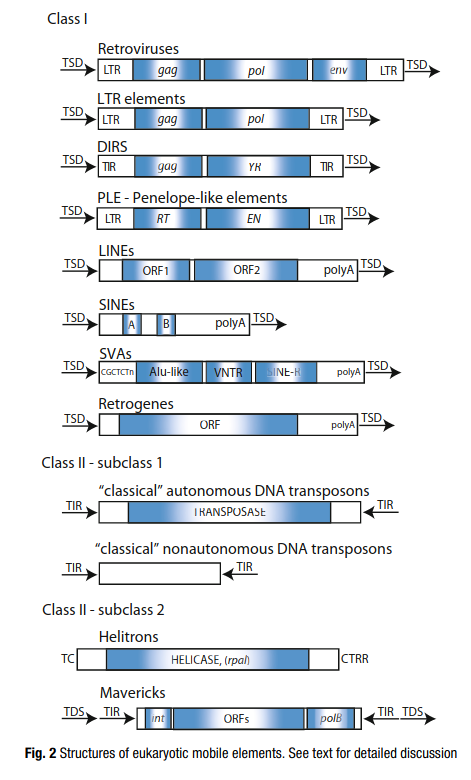 Class I
Retroviruses
TSD LTR gag pol env LTR TSD
LTR elements
TSD LTR gag pol LTR TSD
DIRS
TSD TIR gag YR TIR TSD
PLE - Penelope-like elements
TSD LTR RT EN LTR TSD
LINEs
TSD ORF1 ORF2 polyA TSD
SINEs
TSD A B polyA TSD
SVAs
TSD CGCTCTn Alu-like VNTR SINE-R polyA TSD
Retrogenes
TSD ORF polyA TSD
Class II - subclass 1
“classical” autonomous DNA transposons
TIR TRANSPOSASE TIR
“classical” nonautonomous DNA transposons
TIR TIR
Class II - subclass 2
Helitrons
TC HELICASE, (rpal) CTRR
Mavericks
TDS TIR int ORFs polB TIR TDS
Fig. 2 Structures of eukaryotic mobile elements. See text for detailed discussion